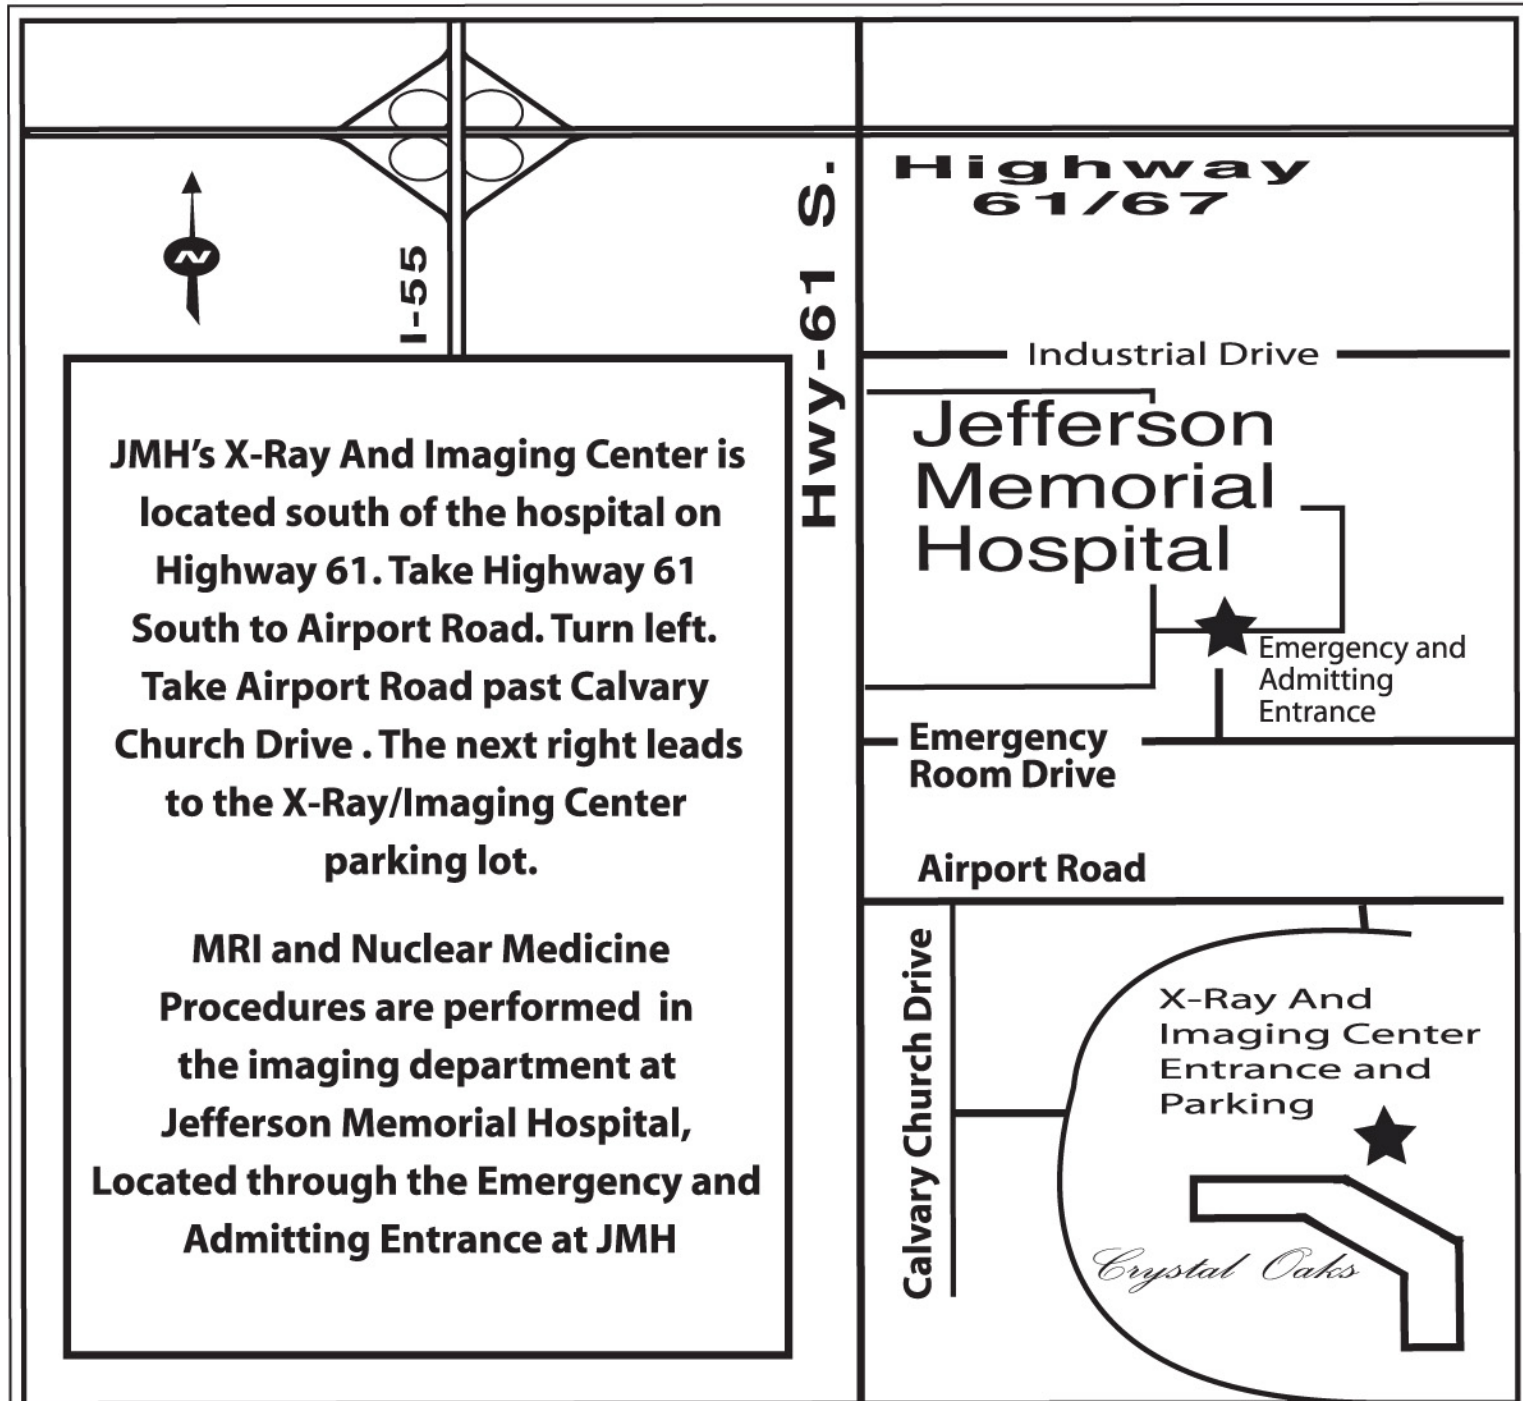 Highway
61/67
N
I-55
Hwy-61 S.
Industrial Drive
Jefferson
Memorial
Hospital
Emergency and
Admitting
Entrance
Emergency
Room Drive
Airport Road
Calvary Church Drive
X-Ray And
Imaging Center
Entrance and
Parking
Crystal Oaks
JMH’s X-Ray And Imaging Center is
located south of the hospital on
Highway 61. Take Highway 61
South to Airport Road. Turn left.
Take Airport Road past Calvary
Church Drive . The next right leads
to the X-Ray/Imaging Center
parking lot.
MRI and Nuclear Medicine
Procedures are performed  in
the imaging department at
Jefferson Memorial Hospital,
Located through the Emergency and
Admitting Entrance at JMH